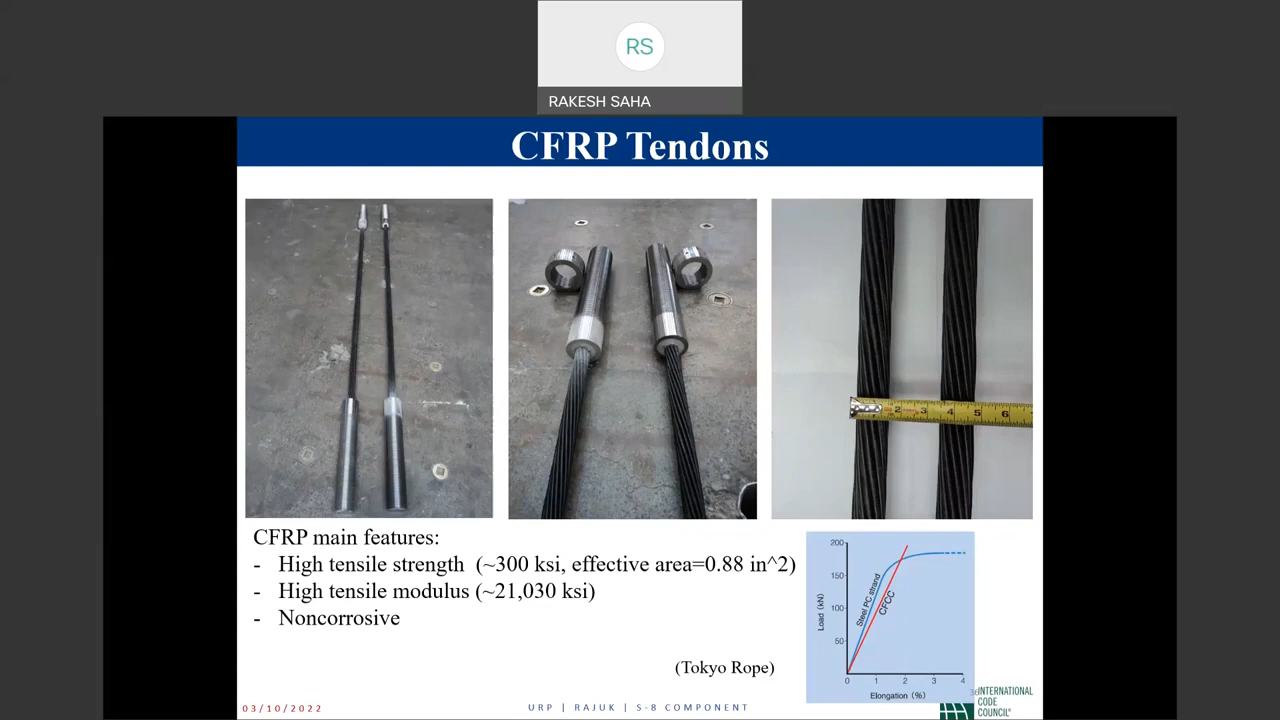 RS
RAKESH SAHA
CFRP Tendons
2 3 4 5 6
CFRP main features:
- High tensile strength (~300 ksi, effective area=0.88 in^2)
- High tensile modulus (~21,030 ksi)
- Noncorrosive
(Tokyo Rope)
200
150
100
50
Load (kN)
Steel PC strand
CFCC
0 1 2 3 4
Elongation (%)
03/10/2022
URP | RAJUK | S-8 COMPONENT
INTERNATIONAL
CODE
COUNCIL®